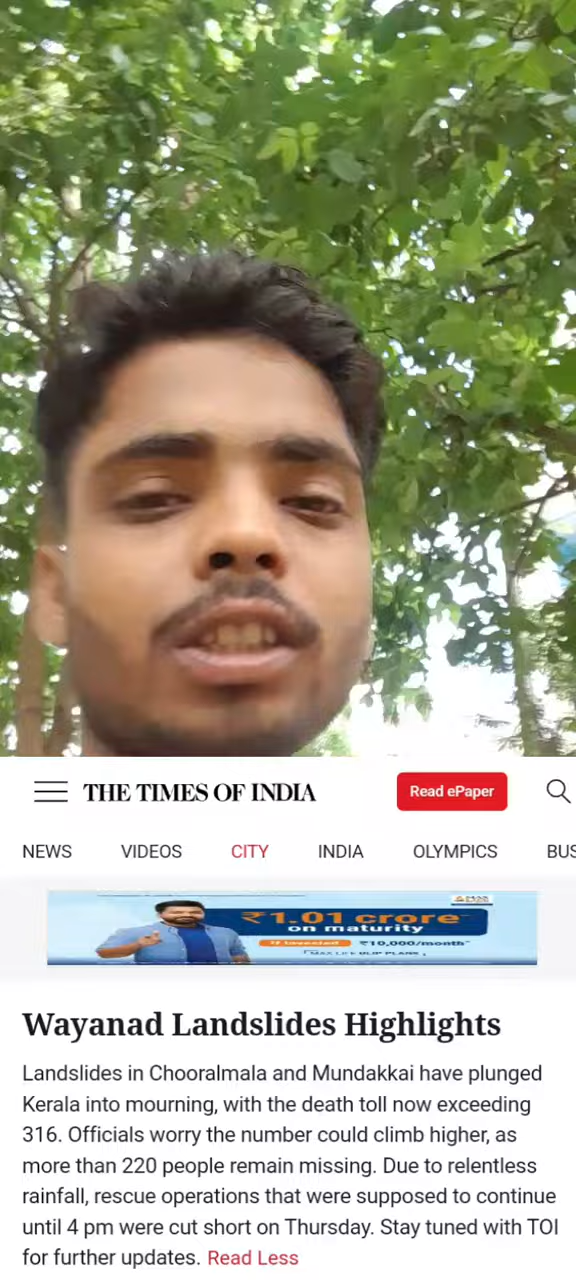 THE TIMES OF INDIA
Read ePaper
NEWS VIDEOS CITY INDIA OLYMPICS BUS
₹1.01 crore
on maturity
If invested ₹10,000/month
Wayanad Landslides Highlights
Landslides in Chooralmala and Mundakkai have plunged
Kerala into mourning, with the death toll now exceeding
316. Officials worry the number could climb higher, as
more than 220 people remain missing. Due to relentless
rainfall, rescue operations that were supposed to continue
until 4 pm were cut short on Thursday. Stay tuned with TOI
for further updates. Read Less